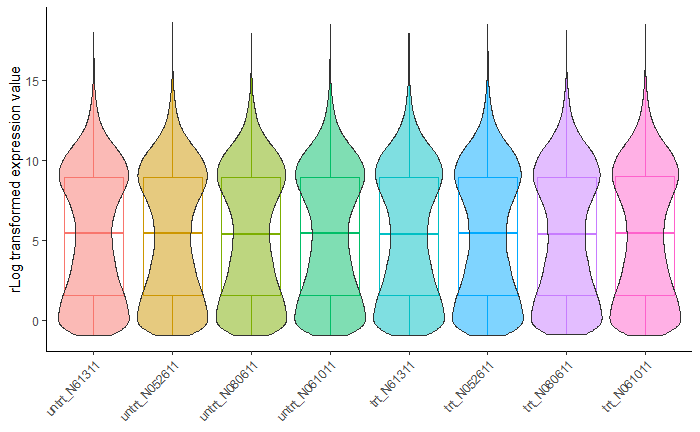 rLog transformed expression value
15
10
5
0
untrt_N61311
untrt_N052611
untrt_N080611
untrt_N061011
trt_N61311
trt_N052611
trt_N080611
trt_N061011